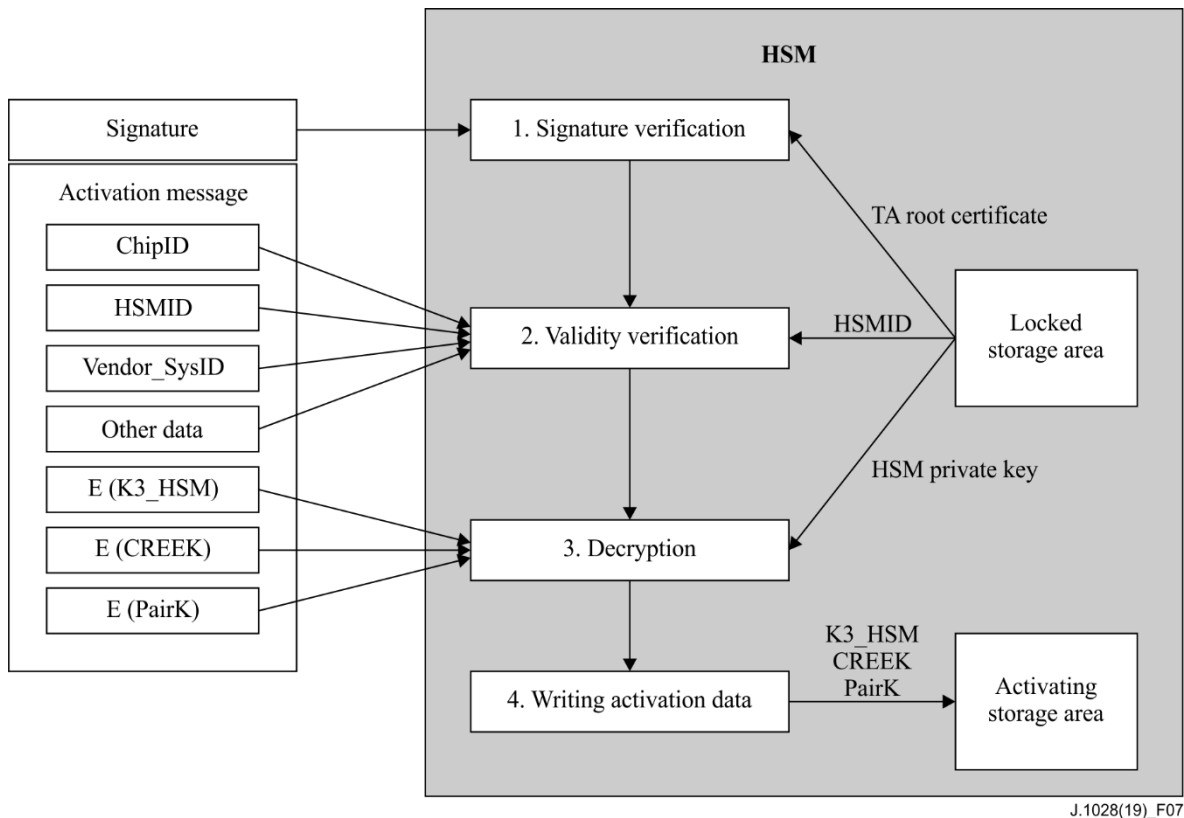 HSM
Signature
1. Signature verification
Activation message
ChipID
HSMID
Vendor_SysID
Other data
E (K3_HSM)
E (CREEK)
E (PairK)
TA root certificate
2. Validity verification
HSMID
Locked
storage area
HSM private key
3. Decryption
4. Writing activation data
K3_HSM
CREEK
PairK
Activating
storage area
J.1028(19)_F07